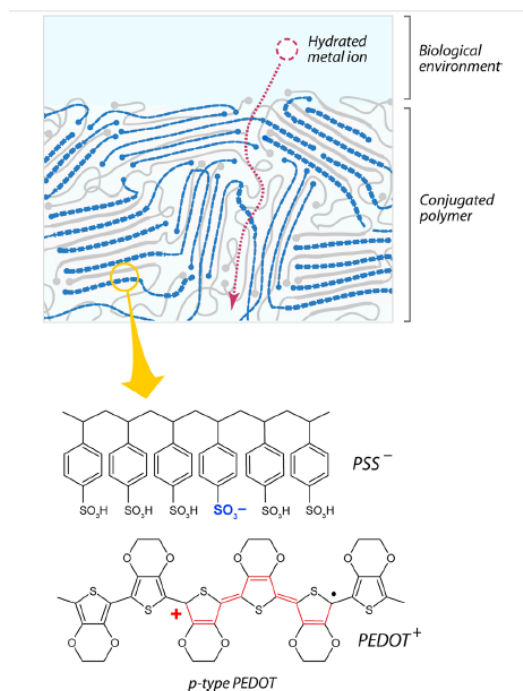 Hydrated
metal ion
Biological
environment
Conjugated
polymer
PSS⁻
SO₃H SO₃H SO₃H SO₃⁻ SO₃H SO₃H
O O O O O O
S S S S S S
+ •
O O O O O O
PEDOT⁺
p-type PEDOT